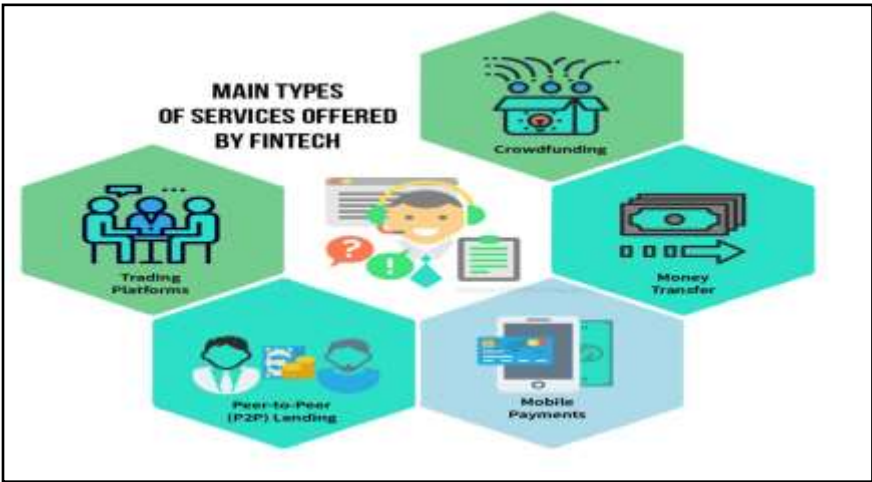 MAIN TYPES
OF SERVICES OFFERED
BY FINTECH
Crowdfunding
Trading
Platforms
Money
Transfer
Peer-to-Peer
(P2P) Lending
Mobile
Payments